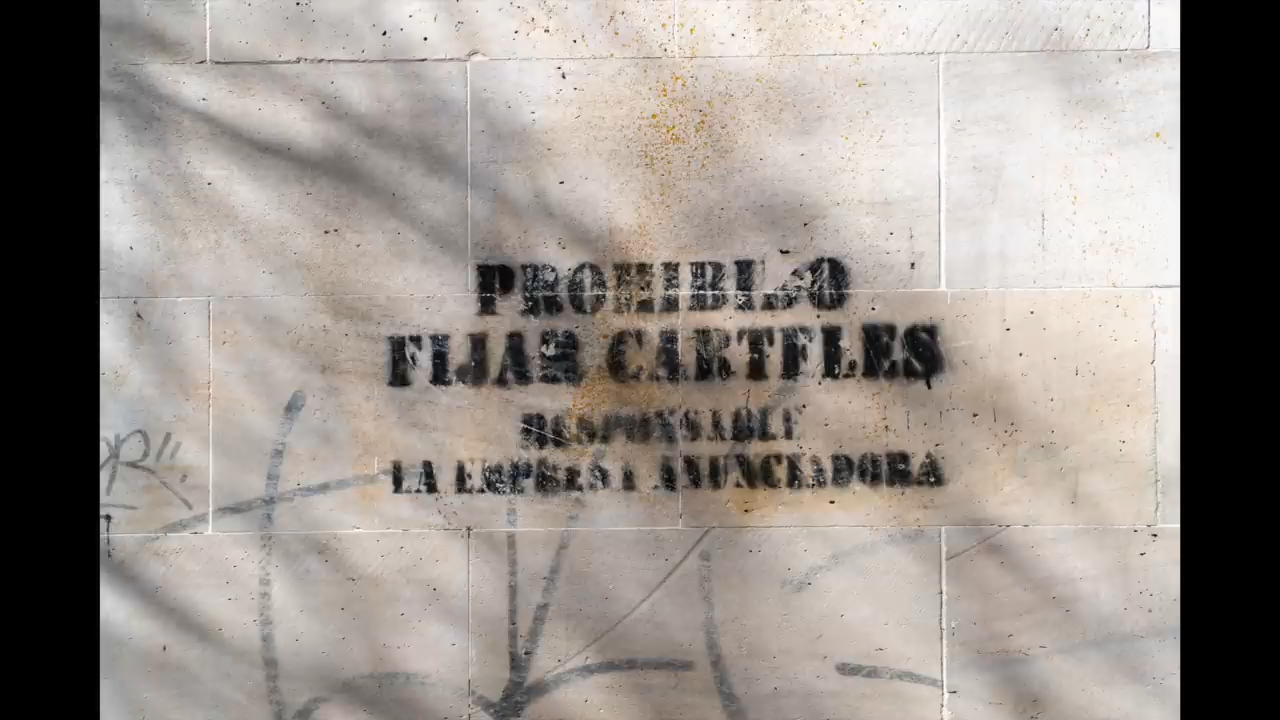 PROHIBIDO
FIJAR CARTELES
RESPONSABLE
LA EMPRESA ANUNCIADORA